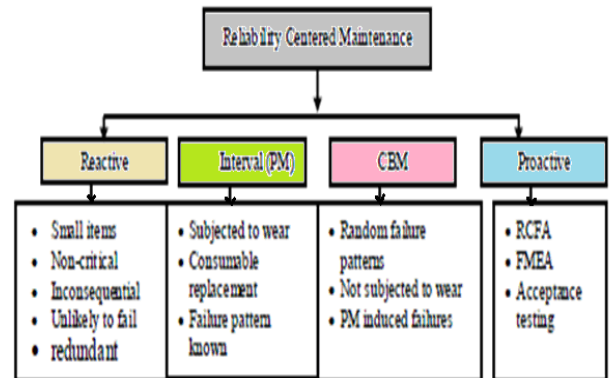 Reliability Centered Maintenance
Reactive
Interval (PM)
CBM
Proactive
• Small items
• Non-critical
• Inconsequential
• Unlikely to fail
• redundant
• Subjected to wear
• Consumable
replacement
• Failure pattern
known
• Random failure
patterns
• Not subjected to wear
• PM induced failures
• RCFA
• FMEA
• Acceptance
testing